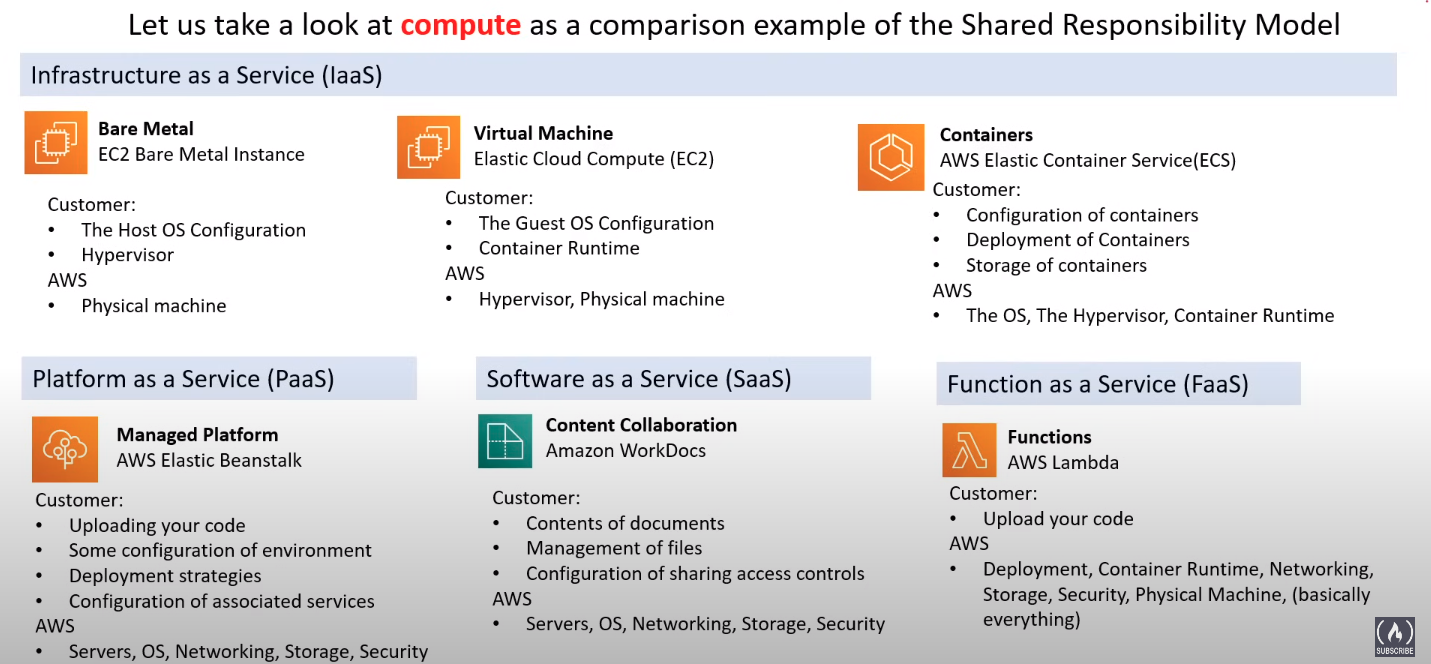 Let us take a look at compute as a comparison example of the Shared Responsibility Model
Infrastructure as a Service (IaaS)
Bare Metal
EC2 Bare Metal Instance
Customer:
• The Host OS Configuration
• Hypervisor
AWS
• Physical machine
Virtual Machine
Elastic Cloud Compute (EC2)
Customer:
• The Guest OS Configuration
• Container Runtime
AWS
• Hypervisor, Physical machine
Containers
AWS Elastic Container Service(ECS)
Customer:
• Configuration of containers
• Deployment of Containers
• Storage of containers
AWS
• The OS, The Hypervisor, Container Runtime
Platform as a Service (PaaS)
Managed Platform
AWS Elastic Beanstalk
Customer:
• Uploading your code
• Some configuration of environment
• Deployment strategies
• Configuration of associated services
AWS
• Servers, OS, Networking, Storage, Security
Software as a Service (SaaS)
Content Collaboration
Amazon WorkDocs
Customer:
• Contents of documents
• Management of files
• Configuration of sharing access controls
AWS
• Servers, OS, Networking, Storage, Security
Function as a Service (FaaS)
Functions
AWS Lambda
Customer:
• Upload your code
AWS
• Deployment, Container Runtime, Networking,
Storage, Security, Physical Machine, (basically
everything)
SUBSCRIBE